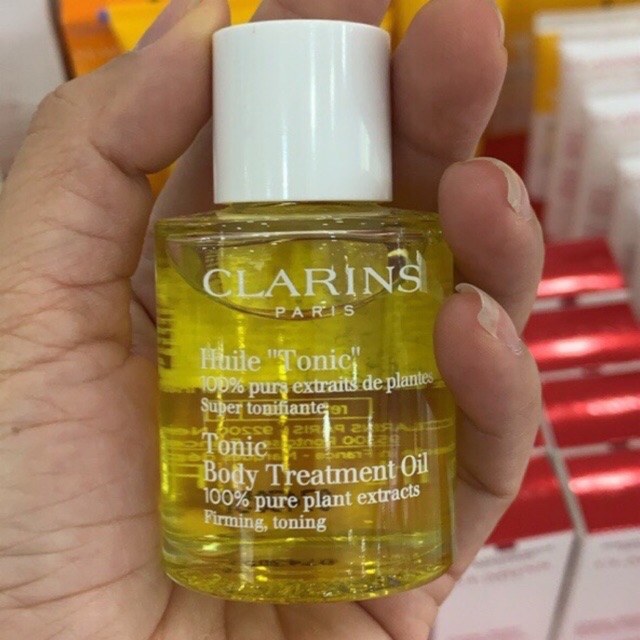 CLARINS
PARIS
Huile "Tonic"
100% purs extraits de plantes
Super tonifiante
Tonic
Body Treatment Oil
100% pure plant extracts
Firming, toning